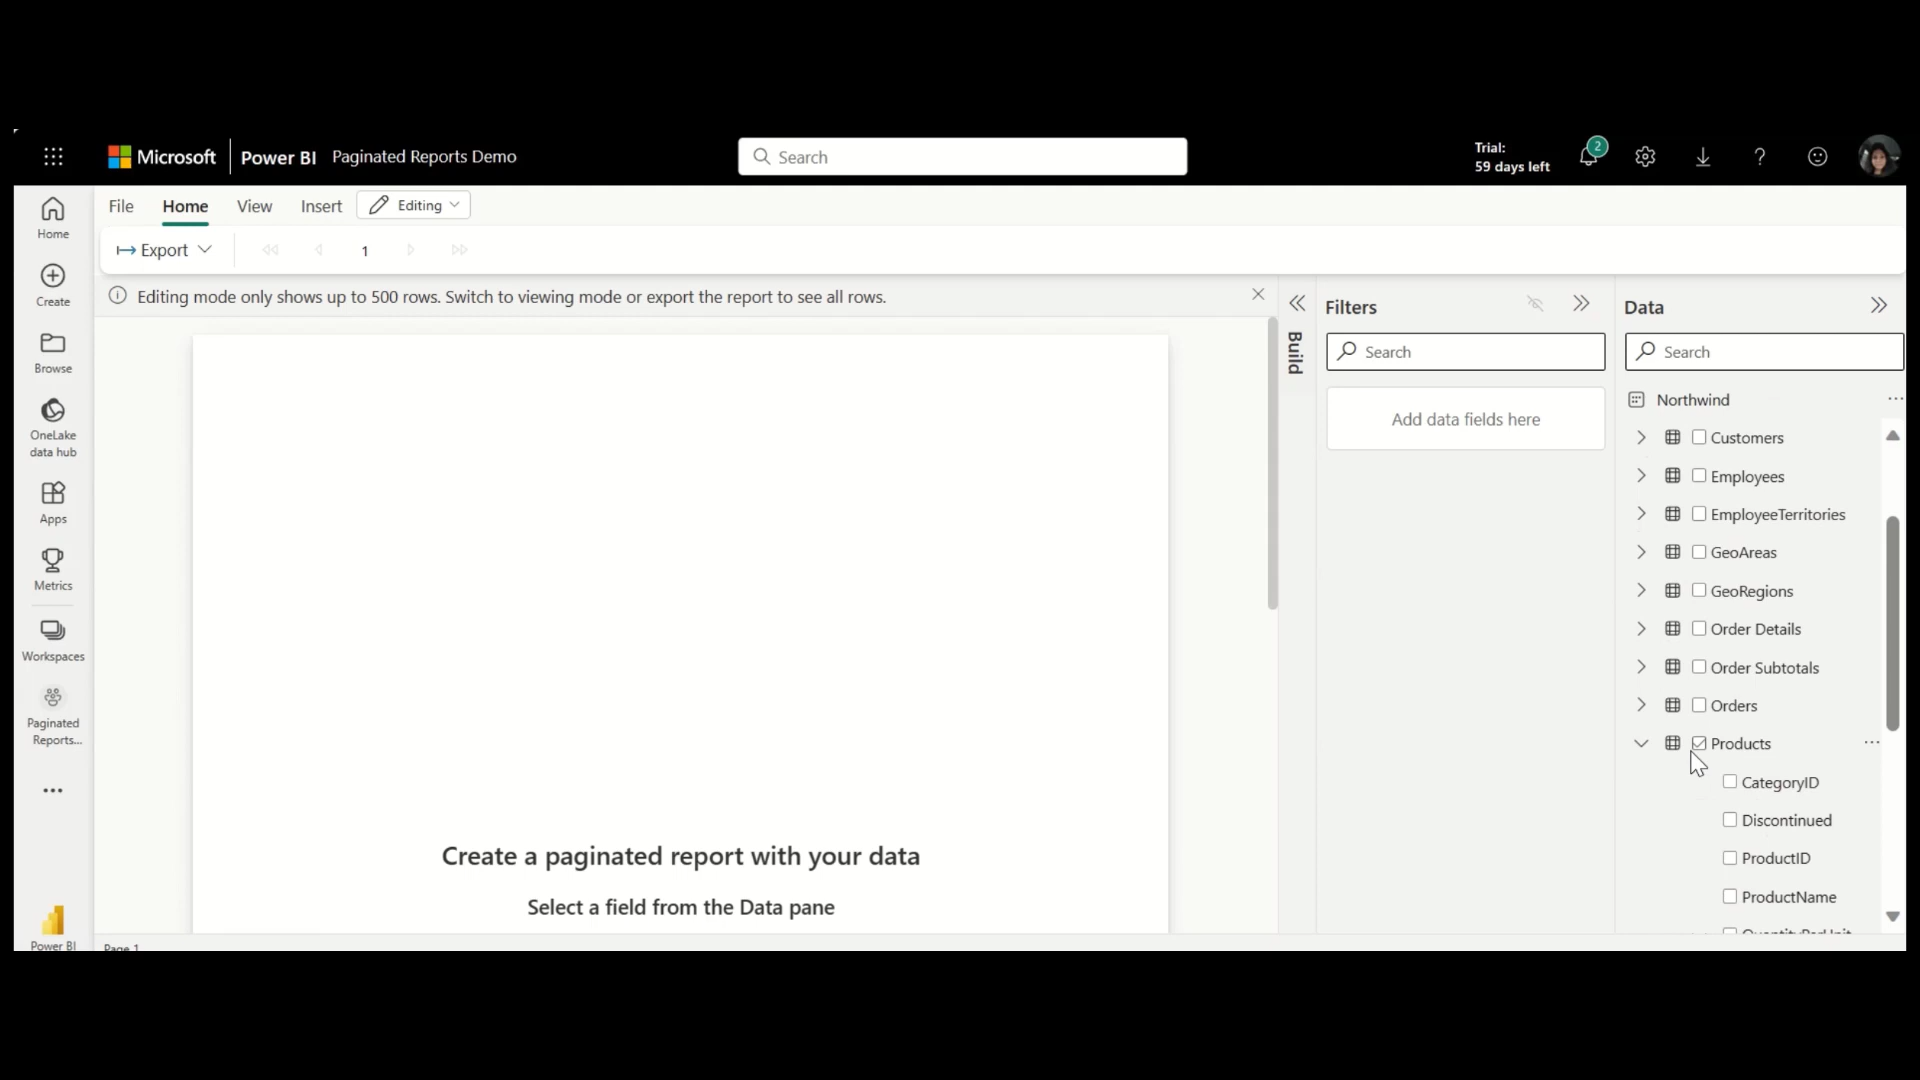 Microsoft
Power BI
Paginated Reports Demo
Search
Trial:
59 days left
2
?
File
Home
View
Insert
Editing
Export
1
Editing mode only shows up to 500 rows. Switch to viewing mode or export the report to see all rows.
Home
Create
Browse
OneLake
data hub
Apps
Metrics
Workspaces
Paginated
Reports...
Power BI
Create a paginated report with your data
Select a field from the Data pane
Page 1
Build
Filters
Search
Add data fields here
Data
Search
Northwind
Customers
Employees
EmployeeTerritories
GeoAreas
GeoRegions
Order Details
Order Subtotals
Orders
Products
CategoryID
Discontinued
ProductID
ProductName
QuantityPerUnit